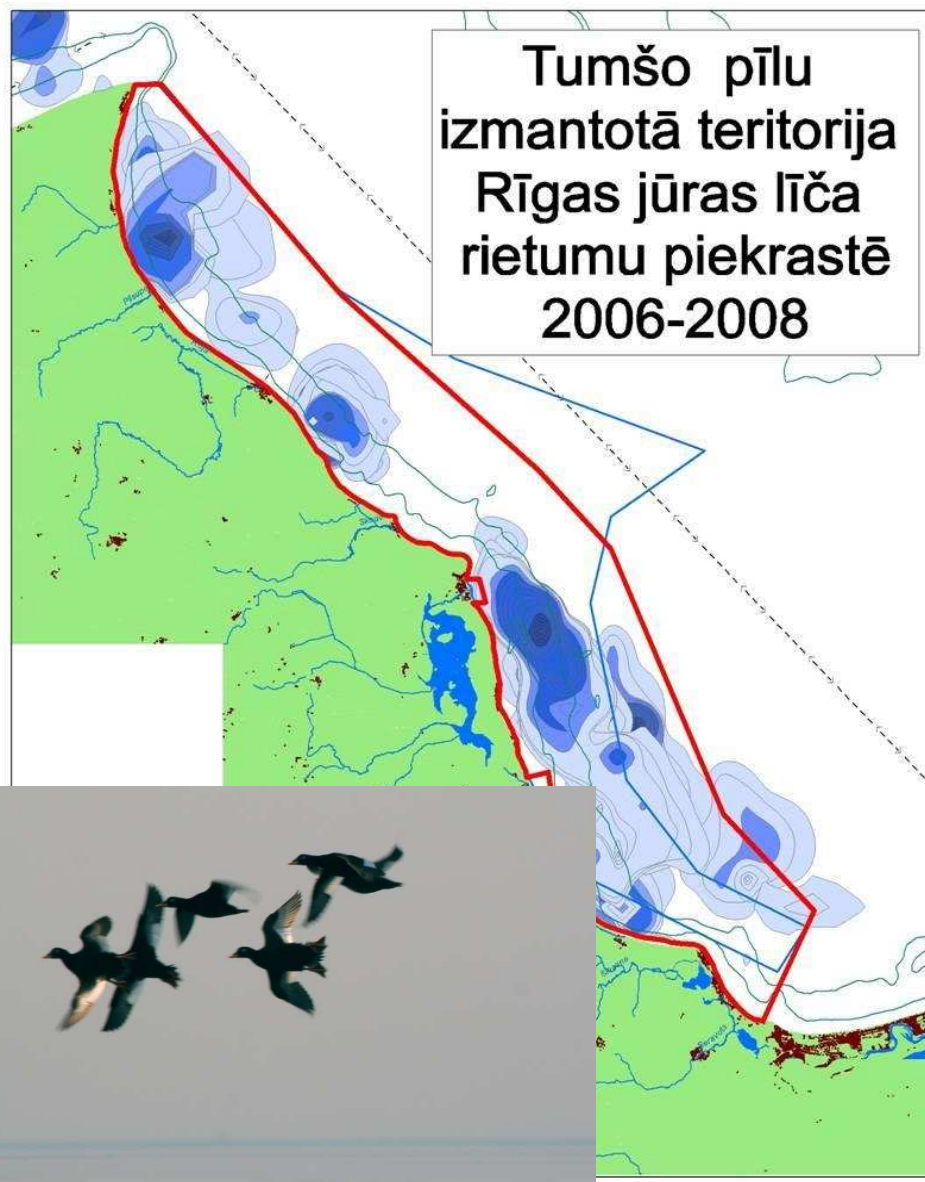 Tumšo pīlu
izmantotā teritorija
Rīgas jūras līča
rietumu piekrastē
2006-2008